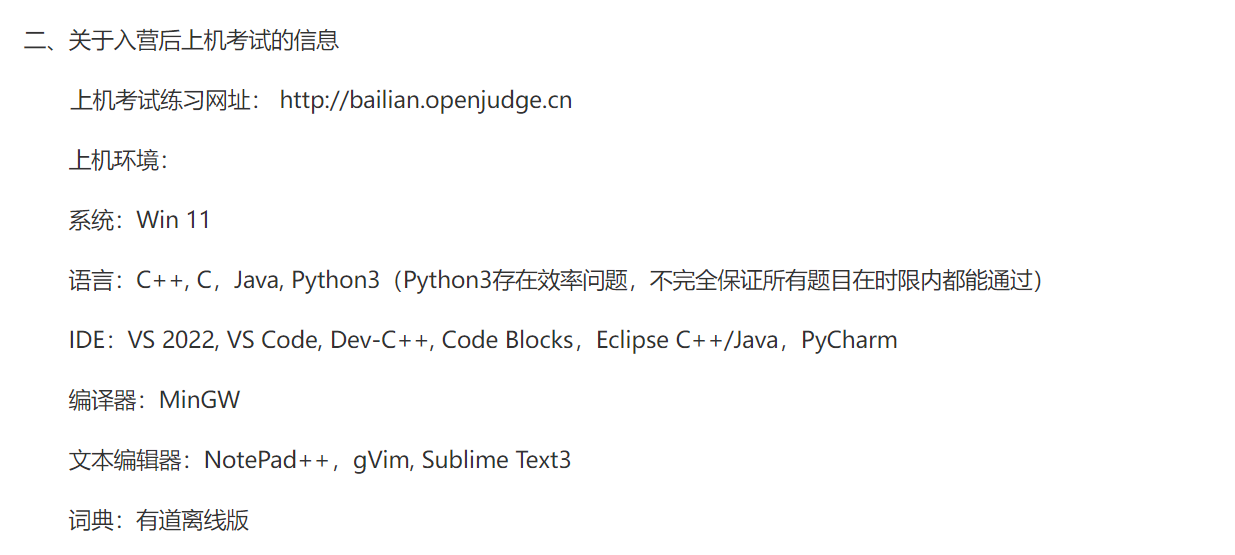 二、关于入营后上机考试的信息
上机考试练习网址： http://bailian.openjudge.cn
上机环境：
系统：Win 11
语言：C++, C，Java, Python3（Python3存在效率问题，不完全保证所有题目在时限内都能通过）
IDE：VS 2022, VS Code, Dev-C++, Code Blocks，Eclipse C++/Java，PyCharm
编译器：MinGW
文本编辑器：NotePad++，gVim, Sublime Text3
词典：有道离线版